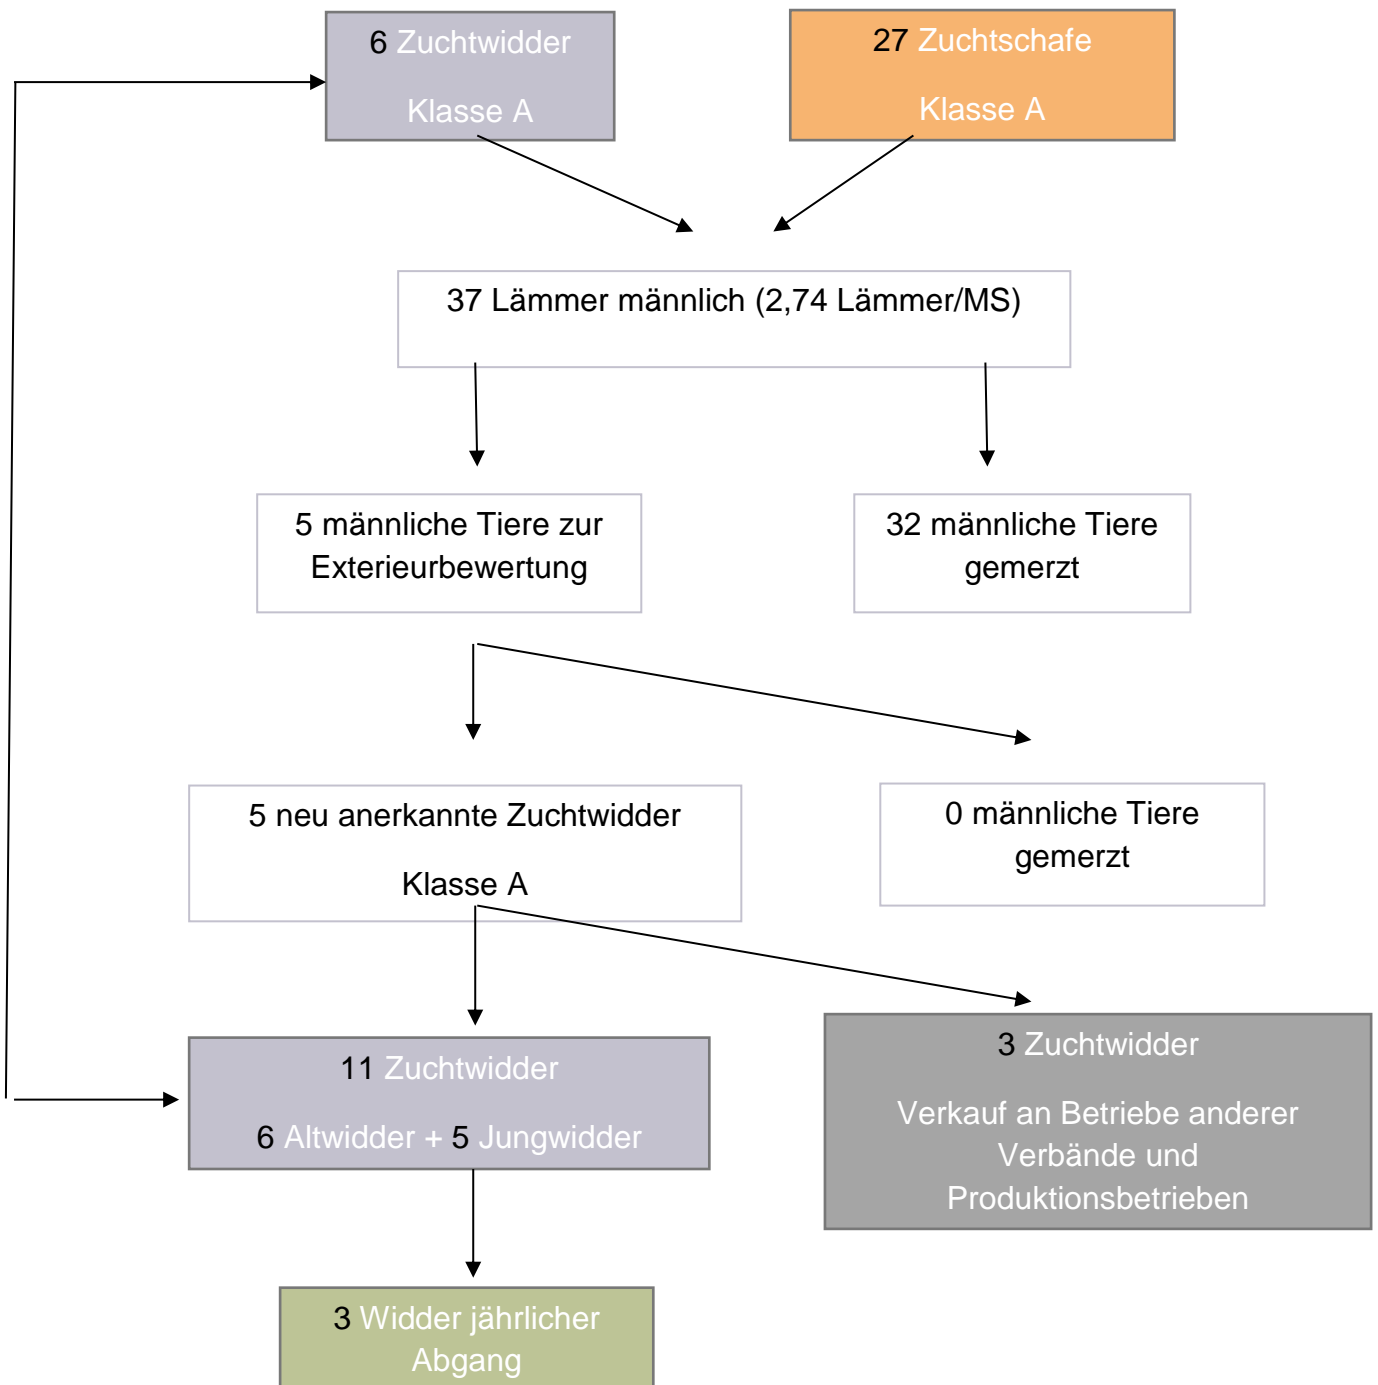 6 Zuchtwidder
Klasse A
27 Zuchtschafe
Klasse A
37 Lämmer männlich (2,74 Lämmer/MS)
5 männliche Tiere zur
Exterieurbewertung
32 männliche Tiere
gemerzt
5 neu anerkannte Zuchtwidder
Klasse A
0 männliche Tiere
gemerzt
11 Zuchtwidder
6 Altwidder + 5 Jungwidder
3 Zuchtwidder
Verkauf an Betriebe anderer
Verbände und
Produktionsbetrieben
3 Widder jährlicher
Abgang